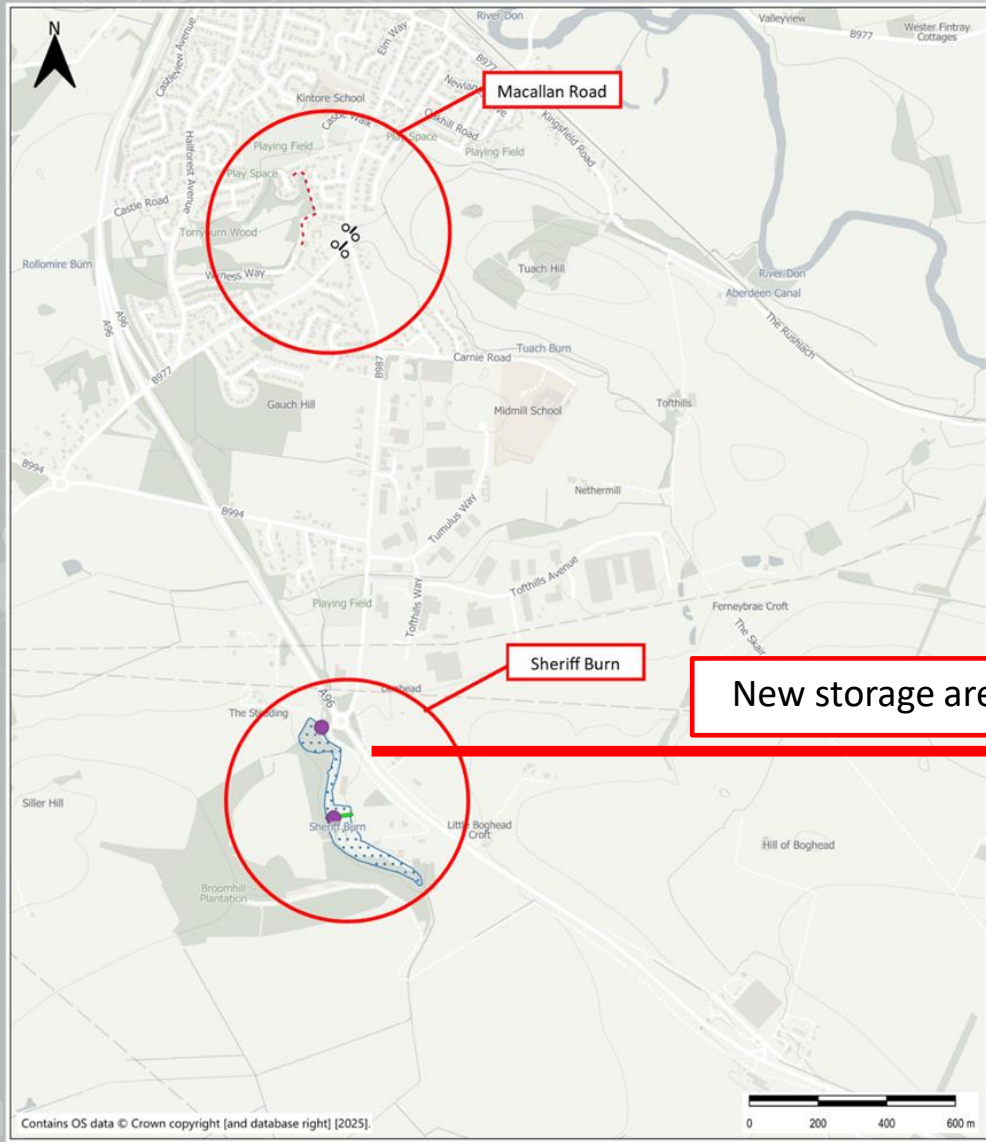 N
River Don
Valleyview
B977
Wester Fintray
Cottages
Castleview Avenue
Elm Way
B977
Hallforest Avenue
Kintore School
Macallan Road
Castle Walk
Oakhill Road
Play Space
Playing Field
Playing Field
Kingsfield Road
Play Space
Castle Road
Torryburn Wood
Rollomire Burn
Tuach Hill
River Don
Aberdeen Canal
The Rushlach
A96
A96
B977
B987
Tuach Burn
Carnie Road
Gauch Hill
Midmill School
Tofthills
B994
B994
Nethermill
Tumulus Way
Tofthills Avenue
Playing Field
Tofthills Way
Ferneybrae Croft
The Skair
Sheriff Burn
New storage are
A96
The Steading
Siller Hill
Sheriff Burn
Little Boghead
Croft
Hill of Boghead
Broomhill
Plantation
Contains OS data © Crown copyright [and database right] [2025].
0 200 400 600 m